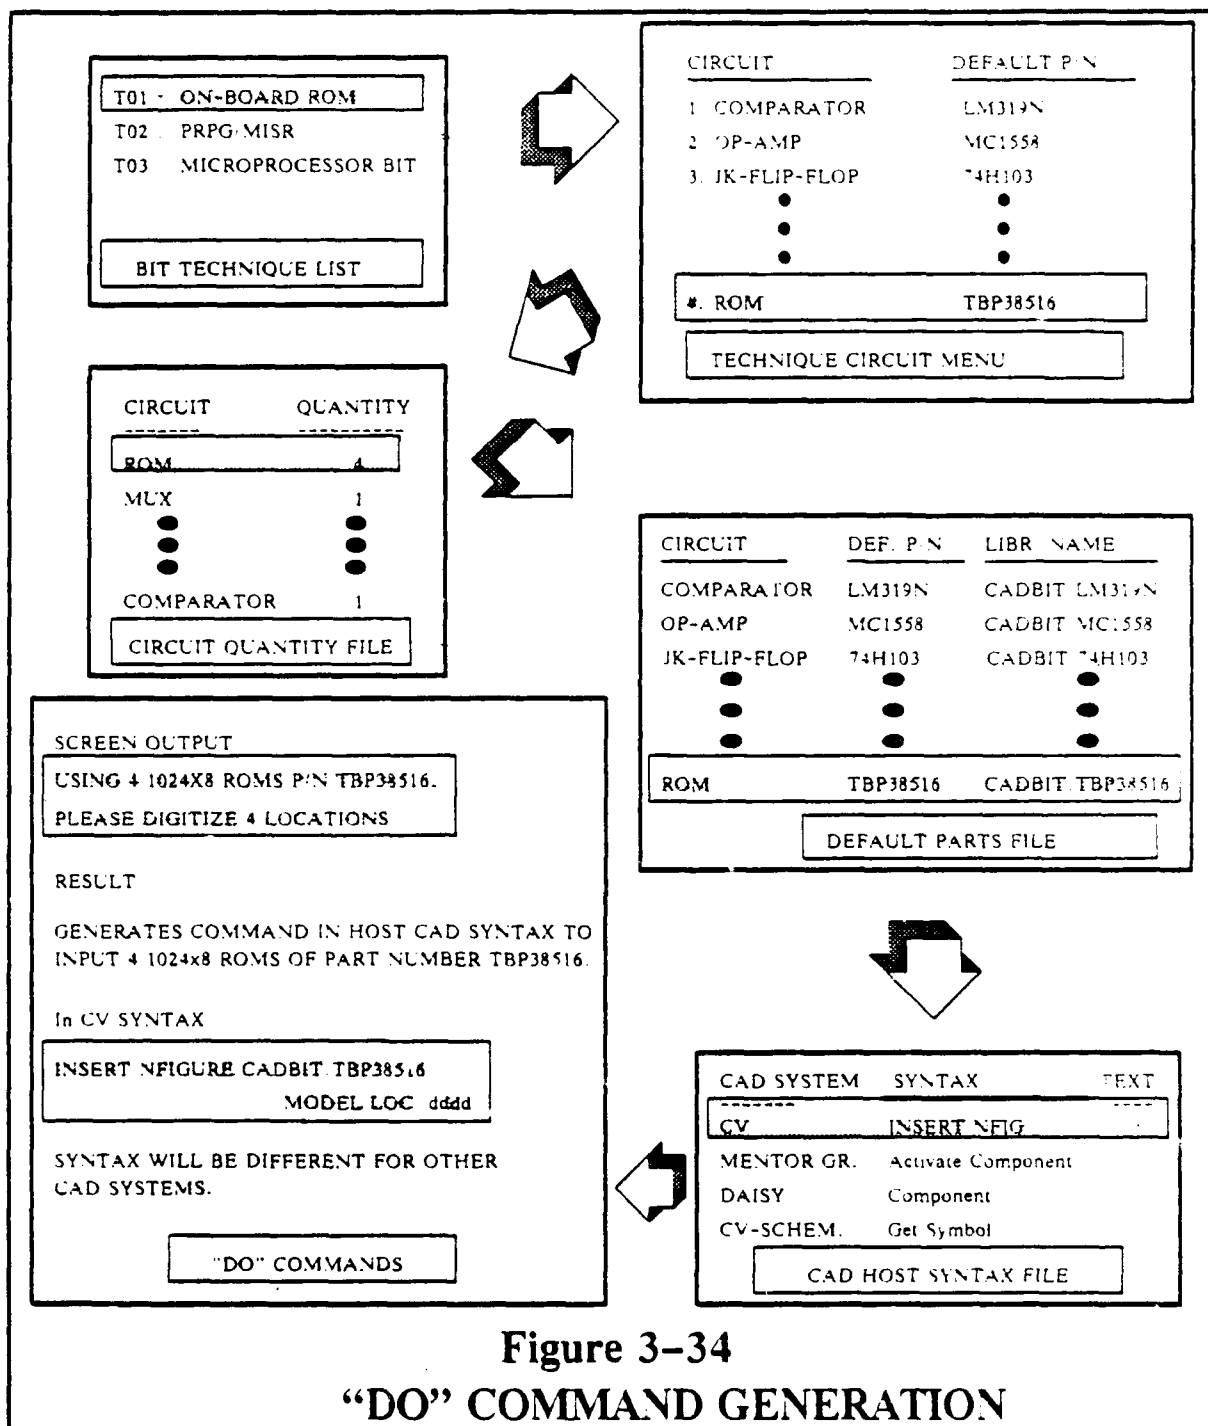 T01 - ON-BOARD ROM
T02 PRPG/MISR
T03 MICROPROCESSOR BIT
BIT TECHNIQUE LIST
CIRCUIT DEFAULT P/N
1. COMPARATOR LM319N
2. OP-AMP MC1558
3. JK-FLIP-FLOP 74H103
#. ROM TBP38516
TECHNIQUE CIRCUIT MENU
CIRCUIT QUANTITY
ROM 4
MUX 1
COMPARATOR 1
CIRCUIT QUANTITY FILE
CIRCUIT DEF. P/N LIBR NAME
COMPARATOR LM319N CADBIT LM319N
OP-AMP MC1558 CADBIT MC1558
JK-FLIP-FLOP 74H103 CADBIT 74H103
ROM TBP38516 CADBIT.TBP38516
DEFAULT PARTS FILE
SCREEN OUTPUT
USING 4 1024X8 ROMS P/N TBP38516.
PLEASE DIGITIZE 4 LOCATIONS
RESULT
GENERATES COMMAND IN HOST CAD SYNTAX TO
INPUT 4 1024x8 ROMS OF PART NUMBER TBP38516.
In CV SYNTAX
INSERT NFIGURE CADBIT.TBP38516
MODEL LOC dddd
SYNTAX WILL BE DIFFERENT FOR OTHER
CAD SYSTEMS.
"DO" COMMANDS
CAD SYSTEM SYNTAX TEXT
CV INSERT NFIG
MENTOR GR. Activate Component
DAISY Component
CV-SCHEM. Get Symbol
CAD HOST SYNTAX FILE
Figure 3-34
“DO” COMMAND GENERATION